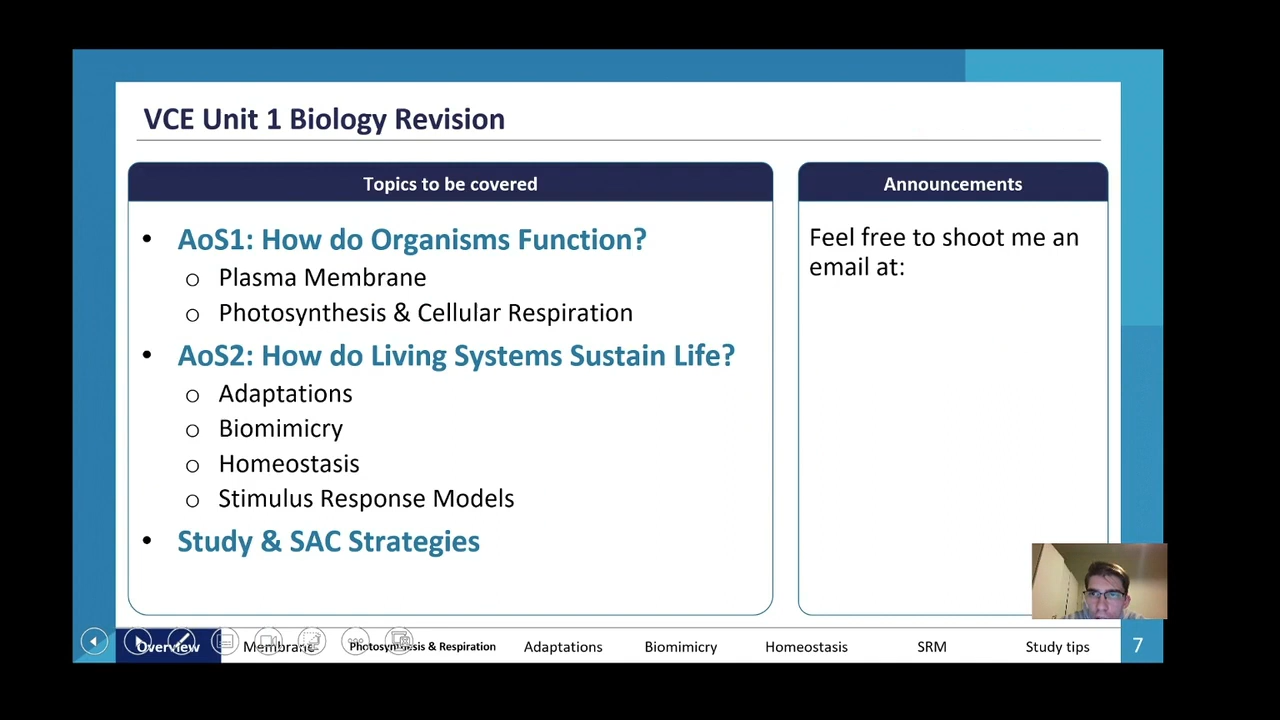 VCE Unit 1 Biology Revision
Topics to be covered
• AoS1: How do Organisms Function?
o Plasma Membrane
o Photosynthesis & Cellular Respiration
• AoS2: How do Living Systems Sustain Life?
o Adaptations
o Biomimicry
o Homeostasis
o Stimulus Response Models
• Study & SAC Strategies
Announcements
Feel free to shoot me an
email at:
Overview Membrane Photosynthesis & Respiration Adaptations Biomimicry Homeostasis SRM Study tips 7